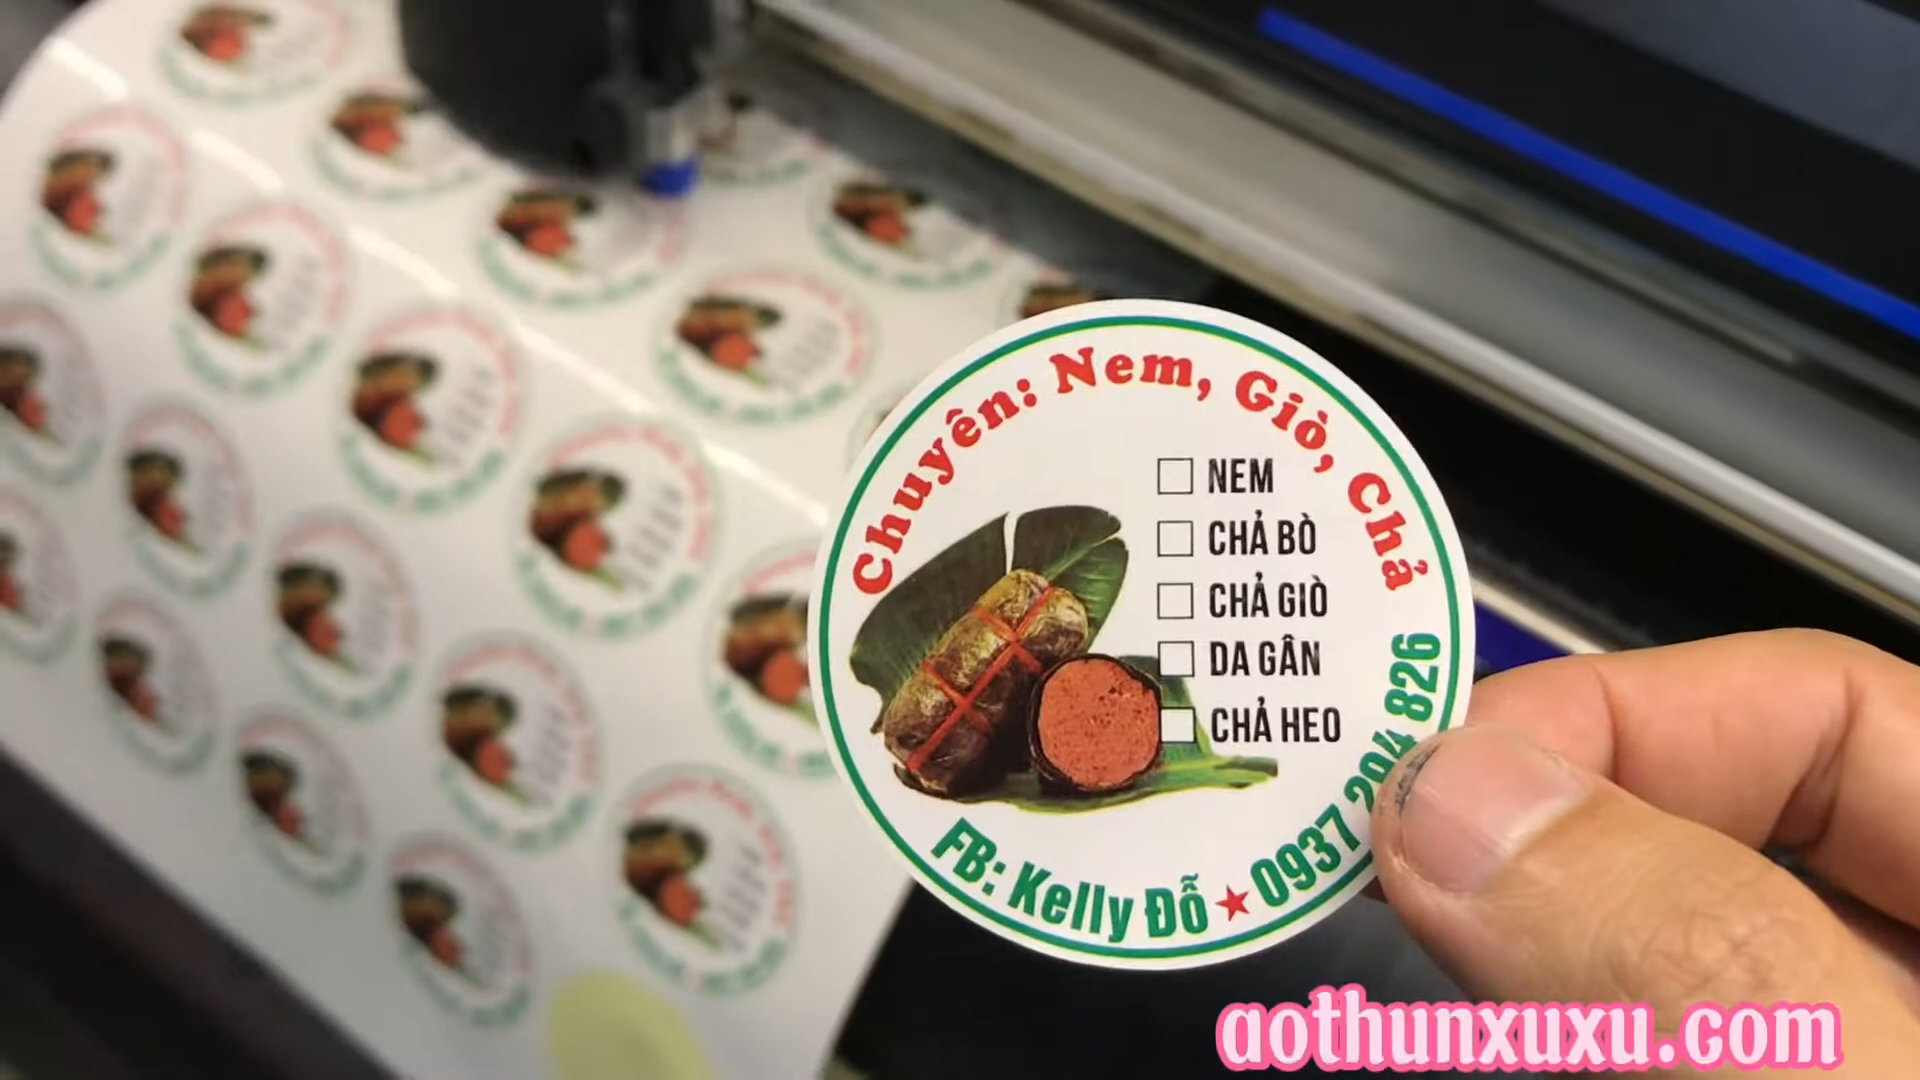 Chuyên: Nem, Giò, Chả
NEM
CHẢ BÒ
CHẢ GIÒ
DA GÂN
CHẢ HEO
FB: Kelly Đỗ ★ 0937 294 826
aothunxuxu.com